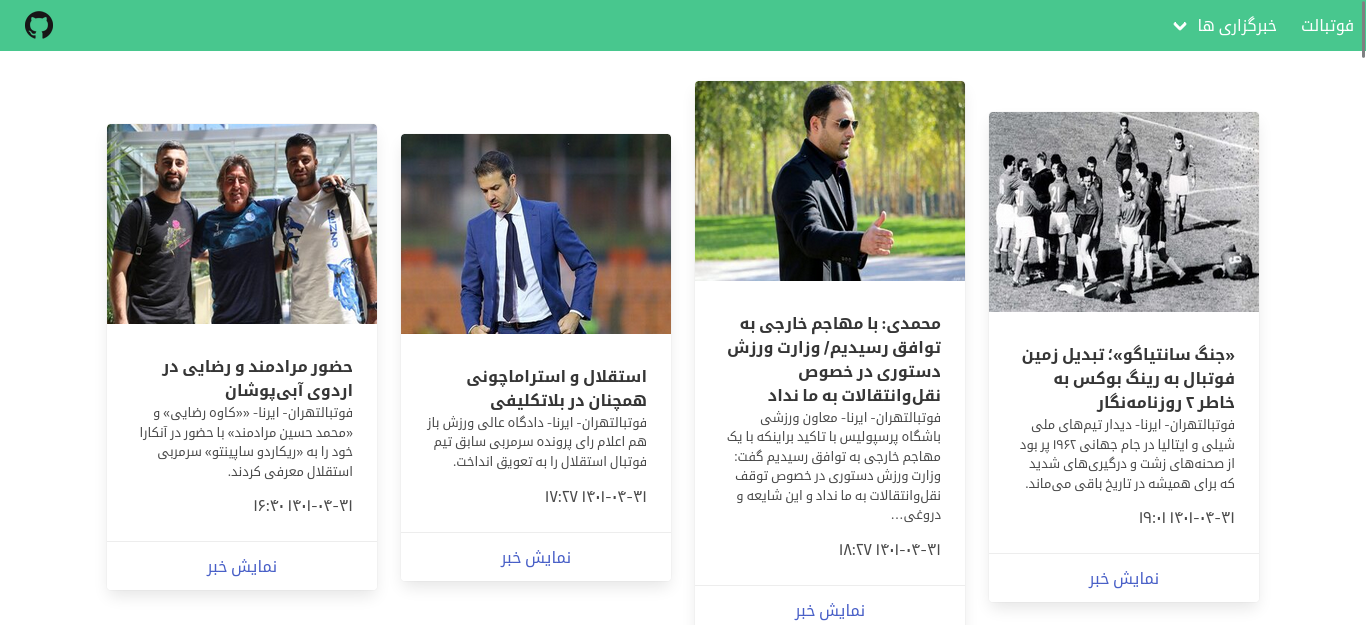 فوتبالت
خبرگزاری ها
«جنگ سانتیاگو»؛ تبدیل زمین
فوتبال به رینگ بوکس به
خاطر ۲ روزنامه‌نگار
فوتبالتهران- ایرنا- دیدار تیم‌های ملی
شیلی و ایتالیا در جام جهانی ۱۹۶۲ پر بود
از صحنه‌های زشت و درگیری‌های شدید
که برای همیشه در تاریخ باقی می‌ماند.
۱۴۰۱-۰۴-۳۱ ۱۹:۰۱
نمایش خبر
محمدی: با مهاجم خارجی به
توافق رسیدیم/ وزارت ورزش
دستوری در خصوص
نقل‌وانتقالات به ما نداد
فوتبالتهران- ایرنا- معاون ورزشی
باشگاه پرسپولیس با تاکید براینکه با یک
مهاجم خارجی به توافق رسیدیم گفت:
وزارت ورزش دستوری در خصوص توقف
نقل‌وانتقالات به ما نداد و این شایعه و
دروغی...
۱۴۰۱-۰۴-۳۱ ۱۸:۲۷
نمایش خبر
استقلال و استراماچونی
همچنان در بلاتکلیفی
فوتبالتهران- ایرنا- دادگاه عالی ورزش باز
هم اعلام رای پرونده سرمربی سابق تیم
فوتبال استقلال را به تعویق انداخت.
۱۴۰۱-۰۴-۳۱ ۱۷:۲۷
نمایش خبر
حضور مرادمند و رضایی در
اردوی آبی‌پوشان
فوتبالتهران- ایرنا- ««کاوه رضایی» و
«محمد حسین مرادمند» با حضور در آنکارا
خود را به «ریکاردو ساپینتو» سرمربی
استقلال معرفی کردند.
۱۴۰۱-۰۴-۳۱ ۱۶:۴۰
نمایش خبر